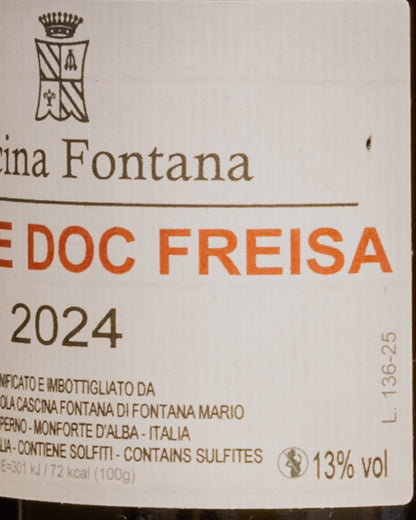 cina Fontana
E DOC FREISA
2024
NIFICATO E IMBOTTIGLIATO DA
OLA CASCINA FONTANA DI FONTANA MARIO
PERNO - MONFORTE D'ALBA - ITALIA
LIA - CONTIENE SOLFITI - CONTAINS SULFITES
E=301 kJ / 72 kcal (100g)
13% vol
L. 136-25